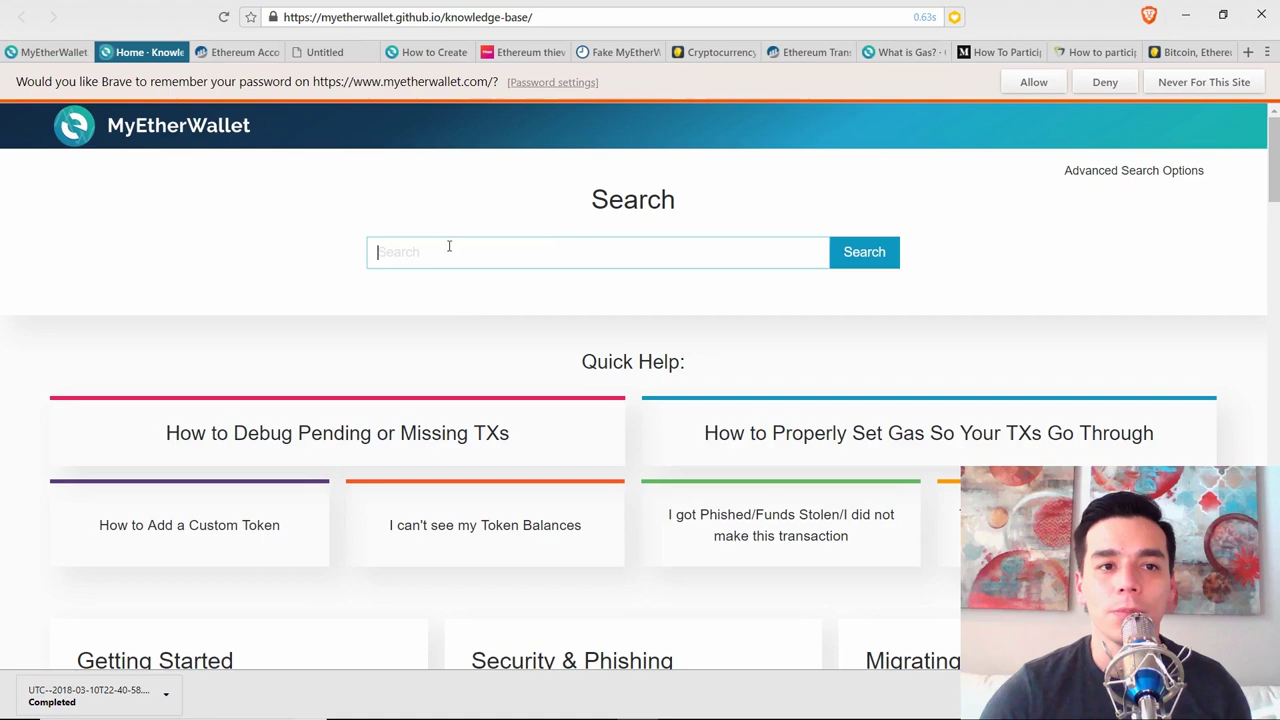 https://myetherwallet.github.io/knowledge-base/
0.63s
MyEtherWallet
Home - Knowle
Ethereum Acco
Untitled
How to Create
Ethereum thiev
Fake MyEtherW
Cryptocurrency
Ethereum Tran
What is Gas? -
How To Partici
How to partici
Bitcoin, Ethere
Would you like Brave to remember your password on https://www.myetherwallet.com/? [Password settings]
Allow
Deny
Never For This Site
MyEtherWallet
Advanced Search Options
Search
Search
Search
Quick Help:
How to Debug Pending or Missing TXs
How to Properly Set Gas So Your TXs Go Through
How to Add a Custom Token
I can't see my Token Balances
I got Phished/Funds Stolen/I did not
make this transaction
Getting Started
Security & Phishing
Migrating
UTC--2018-03-10T22-40-58....
Completed